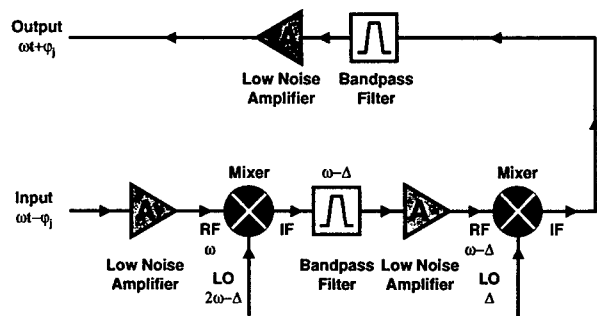 Output
ωt+φj
A
Low Noise
Amplifier
Bandpass
Filter
Input
ωt-φj
A
Low Noise
Amplifier
RF
ω
Mixer
IF
LO
2ω-Δ
ω-Δ
Bandpass
Filter
A
Low Noise
Amplifier
RF
ω-Δ
Mixer
IF
LO
Δ